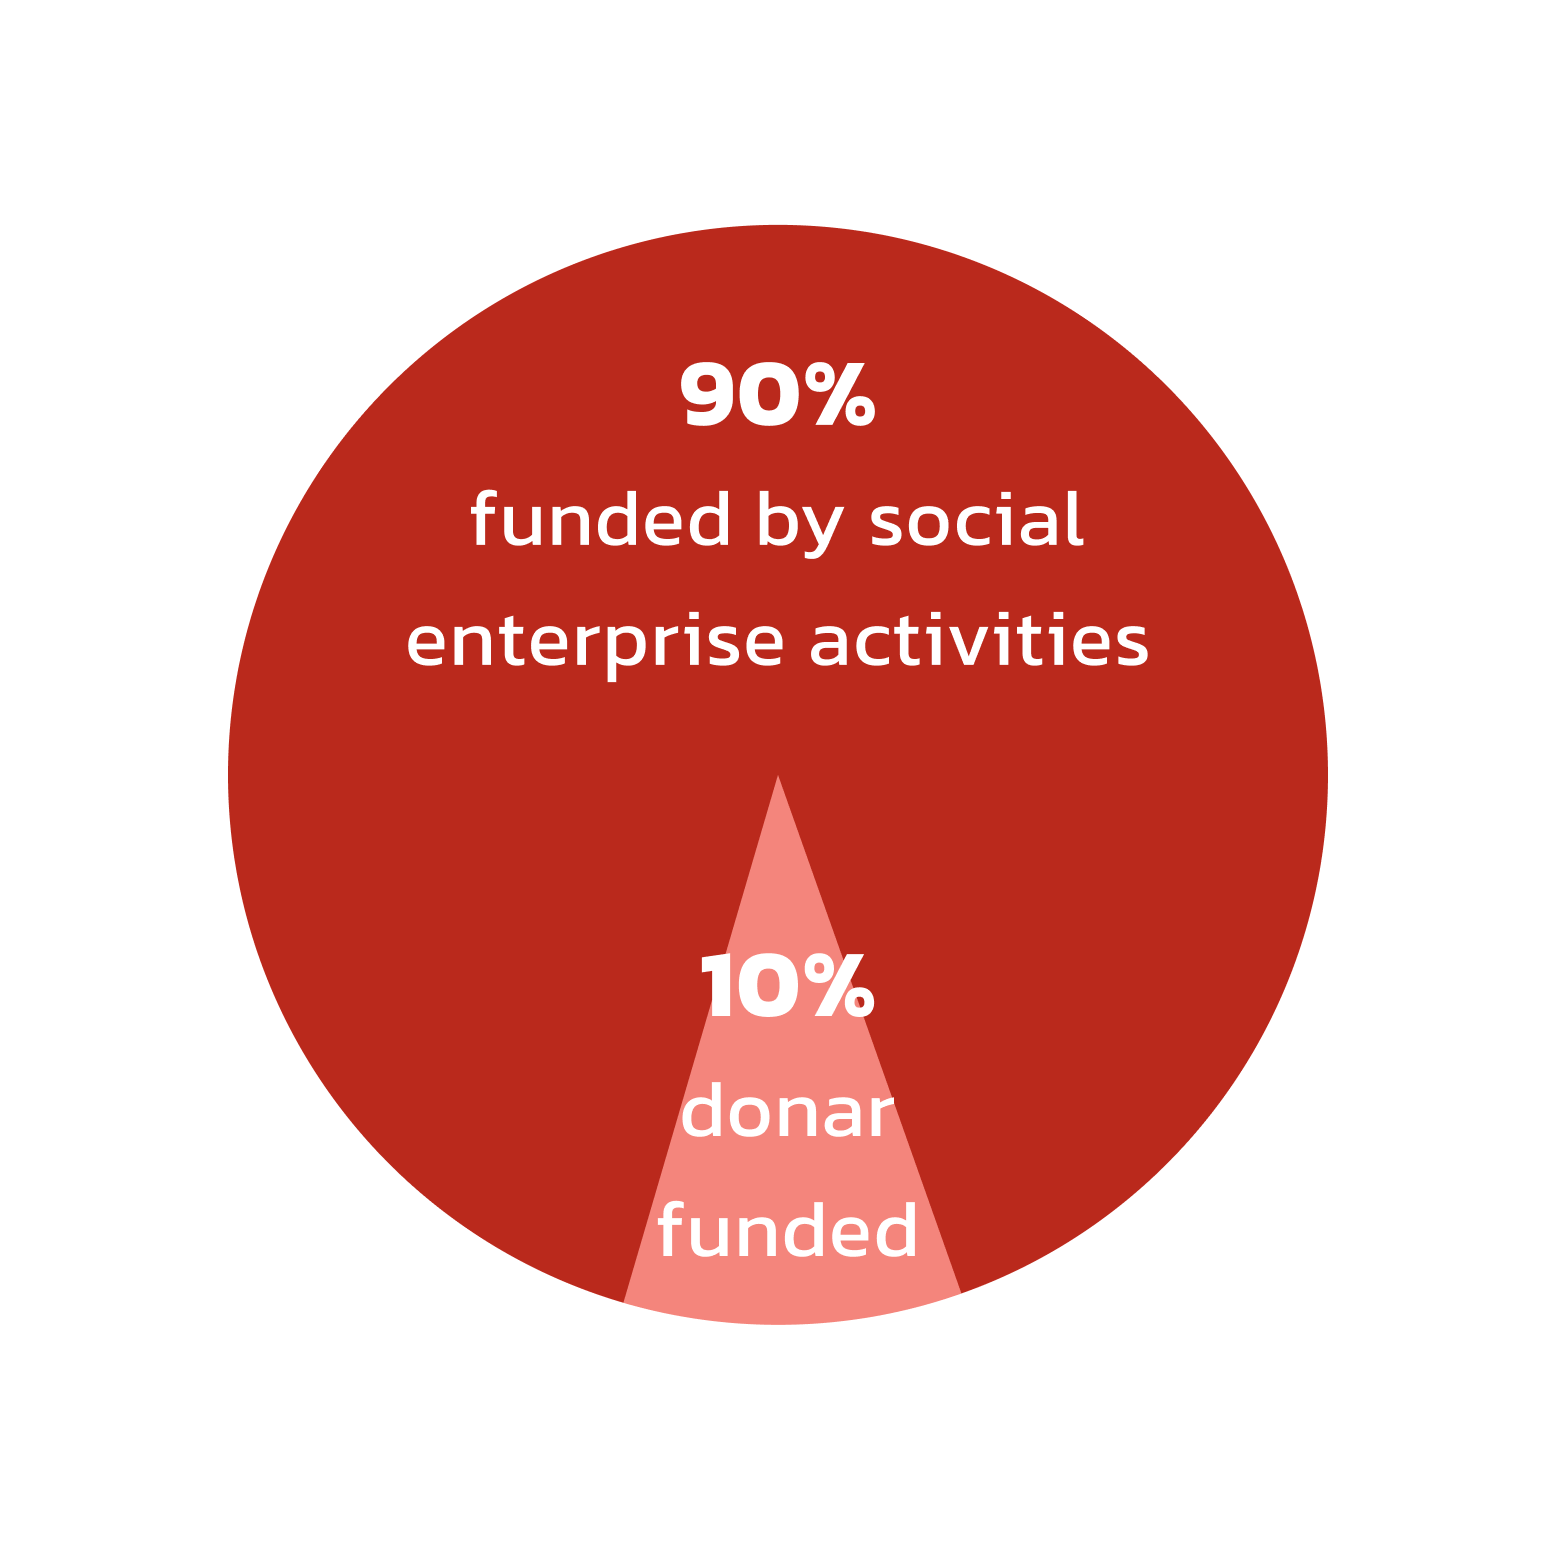 90%
funded by social
enterprise activities
10%
donar
funded